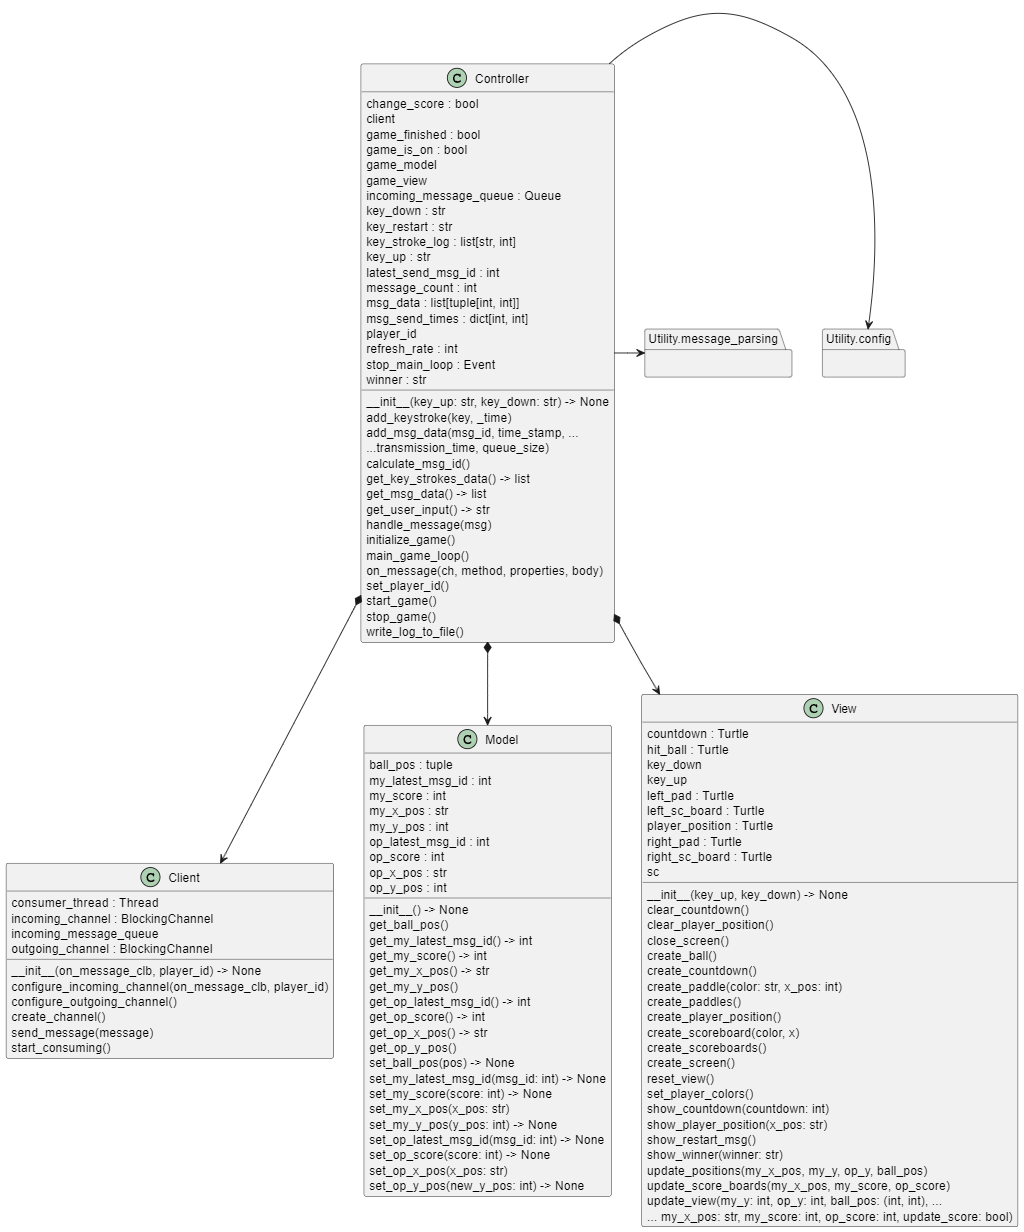 C Controller
change_score : bool
client
game_finished : bool
game_is_on : bool
game_model
game_view
incoming_message_queue : Queue
key_down : str
key_restart : str
key_stroke_log : list[str, int]
key_up : str
latest_send_msg_id : int
message_count : int
msg_data : list[tuple[int, int]]
msg_send_times : dict[int, int]
player_id
refresh_rate : int
stop_main_loop : Event
winner : str
__init__(key_up: str, key_down: str) -> None
add_keystroke(key, _time)
add_msg_data(msg_id, time_stamp, ...
...transmission_time, queue_size)
calculate_msg_id()
get_key_strokes_data() -> list
get_msg_data() -> list
get_user_input() -> str
handle_message(msg)
initialize_game()
main_game_loop()
on_message(ch, method, properties, body)
set_player_id()
start_game()
stop_game()
write_log_to_file()
Utility.message_parsing
Utility.config
C Client
consumer_thread : Thread
incoming_channel : BlockingChannel
incoming_message_queue
outgoing_channel : BlockingChannel
__init__(on_message_clb, player_id) -> None
configure_incoming_channel(on_message_clb, player_id)
configure_outgoing_channel()
create_channel()
send_message(message)
start_consuming()
C Model
ball_pos : tuple
my_latest_msg_id : int
my_score : int
my_x_pos : str
my_y_pos : int
op_latest_msg_id : int
op_score : int
op_x_pos : str
op_y_pos : int
__init__() -> None
get_ball_pos()
get_my_latest_msg_id() -> int
get_my_score() -> int
get_my_x_pos() -> str
get_my_y_pos()
get_op_latest_msg_id() -> int
get_op_score() -> int
get_op_x_pos() -> str
get_op_y_pos()
set_ball_pos(pos) -> None
set_my_latest_msg_id(msg_id: int) -> None
set_my_score(score: int) -> None
set_my_x_pos(x_pos: str)
set_my_y_pos(y_pos: int) -> None
set_op_latest_msg_id(msg_id: int) -> None
set_op_score(score: int) -> None
set_op_x_pos(x_pos: str)
set_op_y_pos(new_y_pos: int) -> None
C View
countdown : Turtle
hit_ball : Turtle
key_down
key_up
left_pad : Turtle
left_sc_board : Turtle
player_position : Turtle
right_pad : Turtle
right_sc_board : Turtle
sc
__init__(key_up, key_down) -> None
clear_countdown()
clear_player_position()
close_screen()
create_ball()
create_countdown()
create_paddle(color: str, x_pos: int)
create_paddles()
create_player_position()
create_scoreboard(color, x)
create_scoreboards()
create_screen()
reset_view()
set_player_colors()
show_countdown(countdown: int)
show_player_position(x_pos: str)
show_restart_msg()
show_winner(winner: str)
update_positions(my_x_pos, my_y, op_y, ball_pos)
update_score_boards(my_x_pos, my_score, op_score)
update_view(my_y: int, op_y: int, ball_pos: (int, int), ...
... my_x_pos: str, my_score: int, op_score: int, update_score: bool)